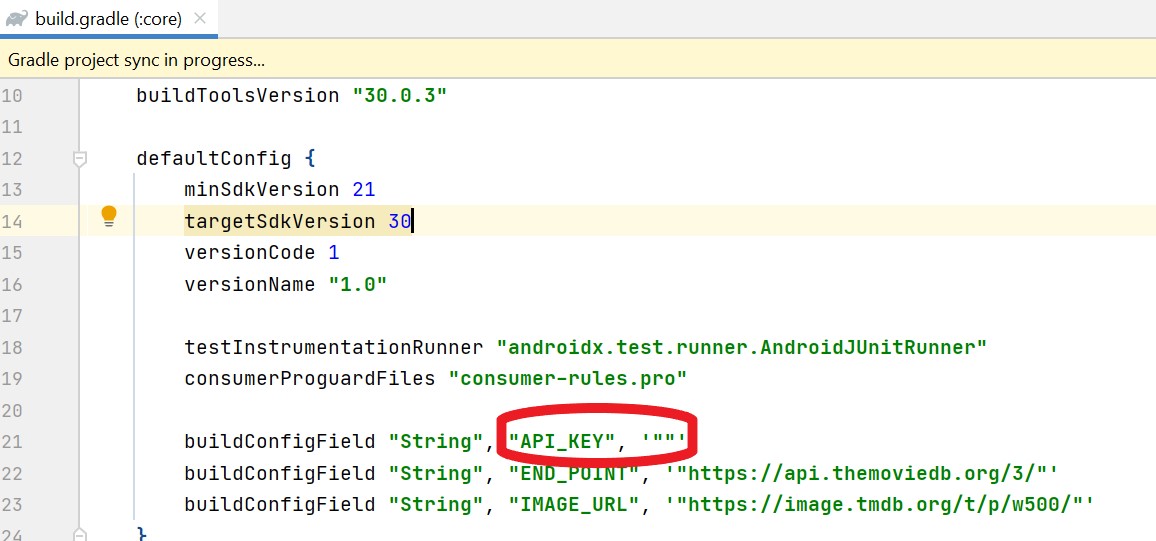 build.gradle (:core)
Gradle project sync in progress...
10 buildToolsVersion "30.0.3"
11
12 defaultConfig {
13 minSdkVersion 21
14 targetSdkVersion 30
15 versionCode 1
16 versionName "1.0"
17
18 testInstrumentationRunner "androidx.test.runner.AndroidJUnitRunner"
19 consumerProguardFiles "consumer-rules.pro"
20
21 buildConfigField "String", "API_KEY", '""'
22 buildConfigField "String", "END_POINT", '"https://api.themoviedb.org/3/"'
23 buildConfigField "String", "IMAGE_URL", '"https://image.tmdb.org/t/p/w500/"'
24 }